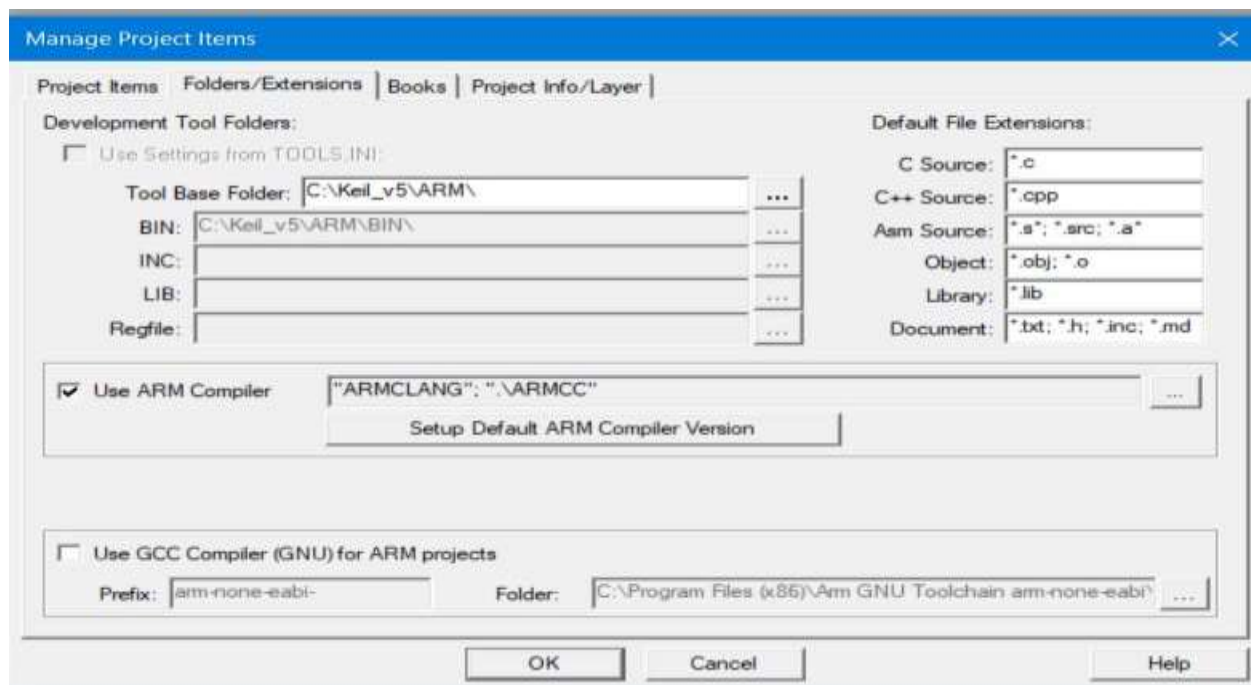 Manage Project Items
Project Items Folders/Extensions Books Project Info/Layer
Development Tool Folders:
Use Settings from TOOLS.INI:
Tool Base Folder: C:\Keil_v5\ARM\ ...
BIN: C:\Keil_v5\ARM\BIN\ ...
INC: ...
LIB: ...
Regfile: ...
Default File Extensions:
C Source: *.c
C++ Source: *.cpp
Asm Source: *.s*; *.src; *.a*
Object: *.obj; *.o
Library: *.lib
Document: *.txt; *.h; *.inc; *.md
Use ARM Compiler "ARMCLANG"; ".\ARMCC" ...
Setup Default ARM Compiler Version
Use GCC Compiler (GNU) for ARM projects
Prefix: arm-none-eabi- Folder: C:\Program Files (x86)\Arm GNU Toolchain arm-none-eabi\ ...
OK Cancel Help